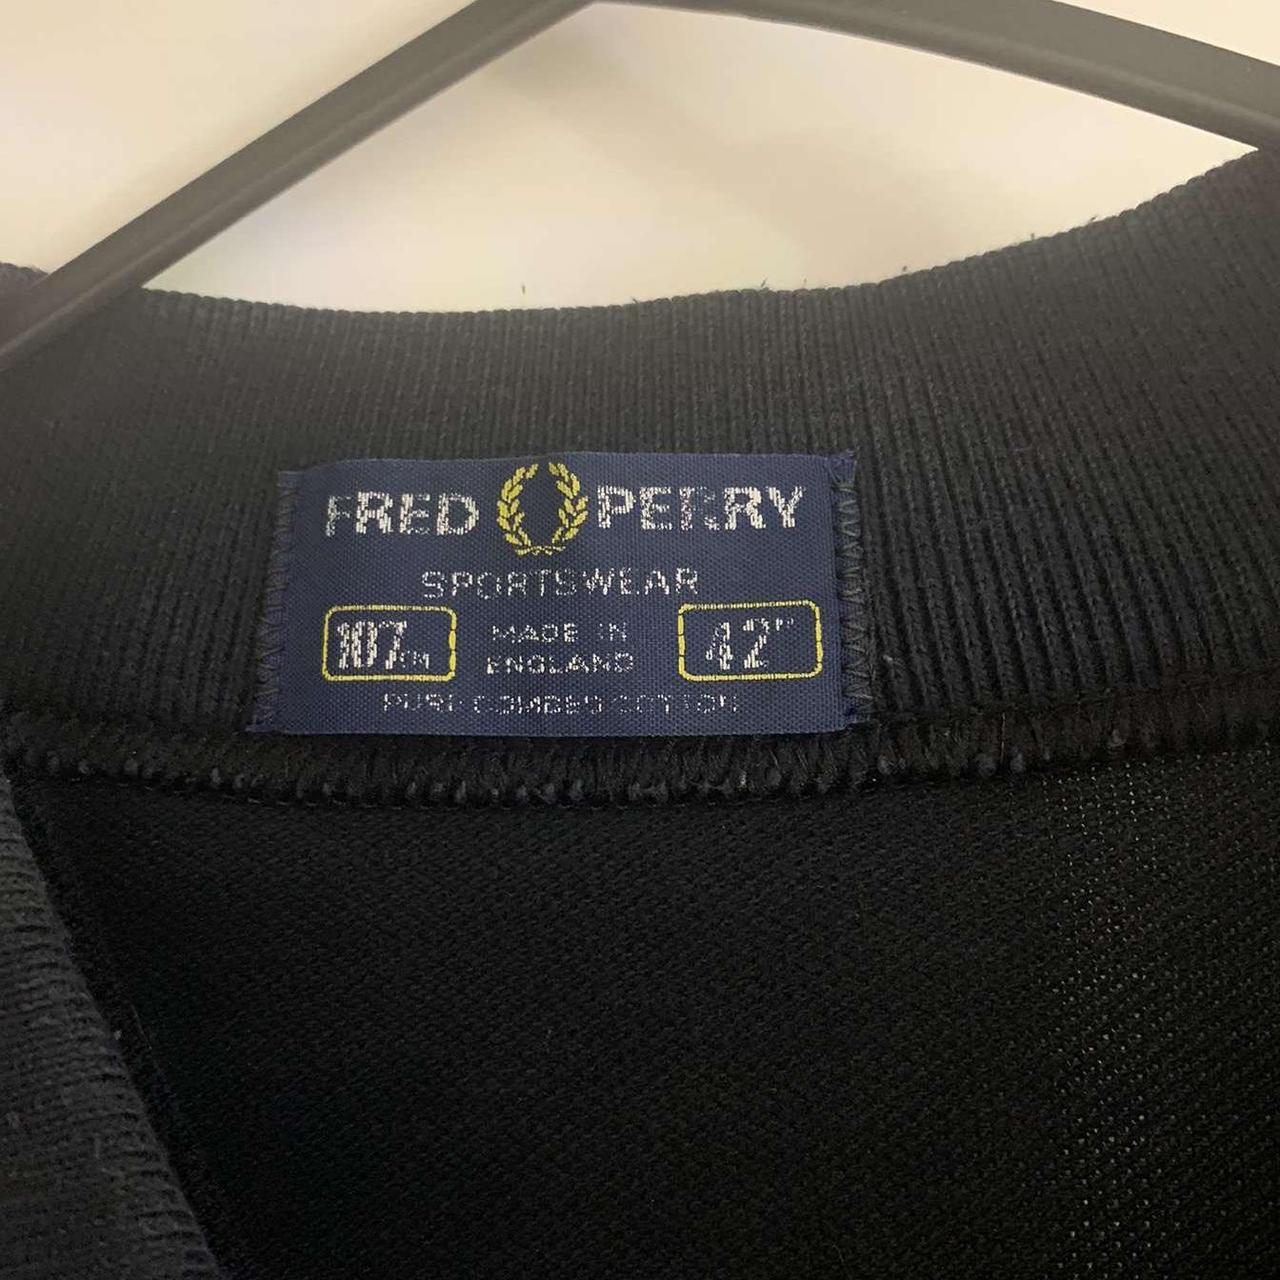 FRED PERRY
SPORTSWEAR
107CM MADE IN ENGLAND 42"
PURE COMBED COTTON